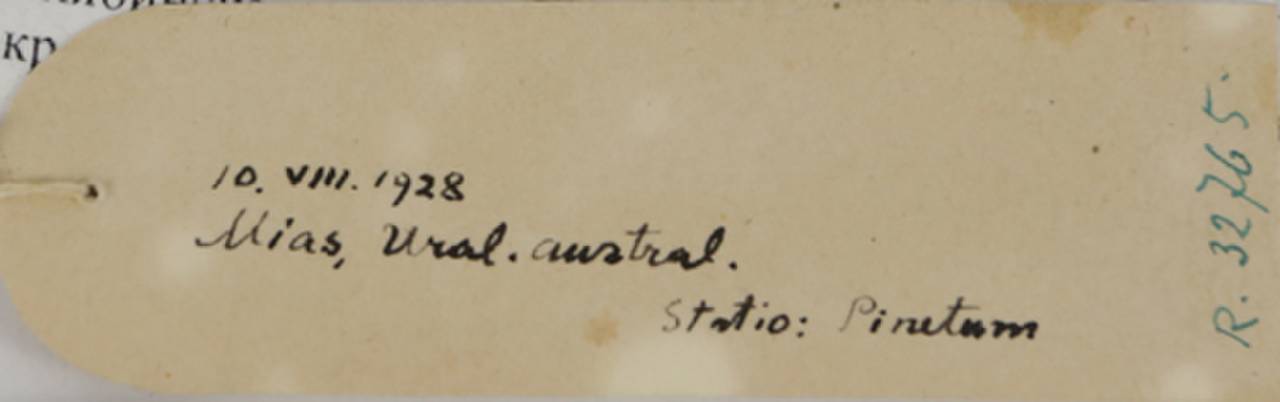 кр
10. VIII. 1928
Mias, Ural. austral.
Statio: Pinetum
R. 32765